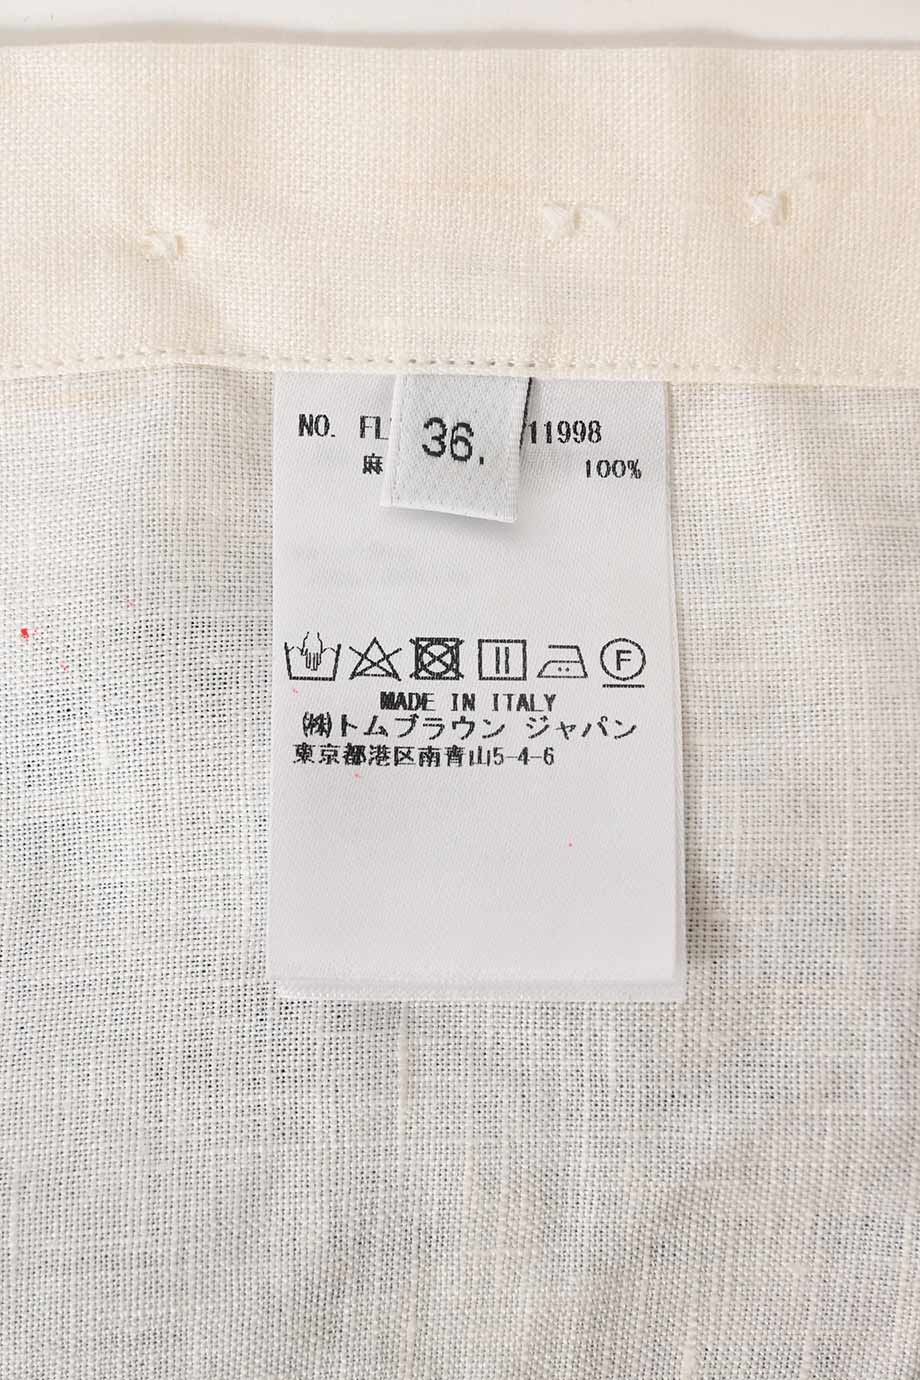 NO. FL 11998
36.
麻 100%
F
MADE IN ITALY
㈱トムブラウン ジャパン
東京都港区南青山5-4-6